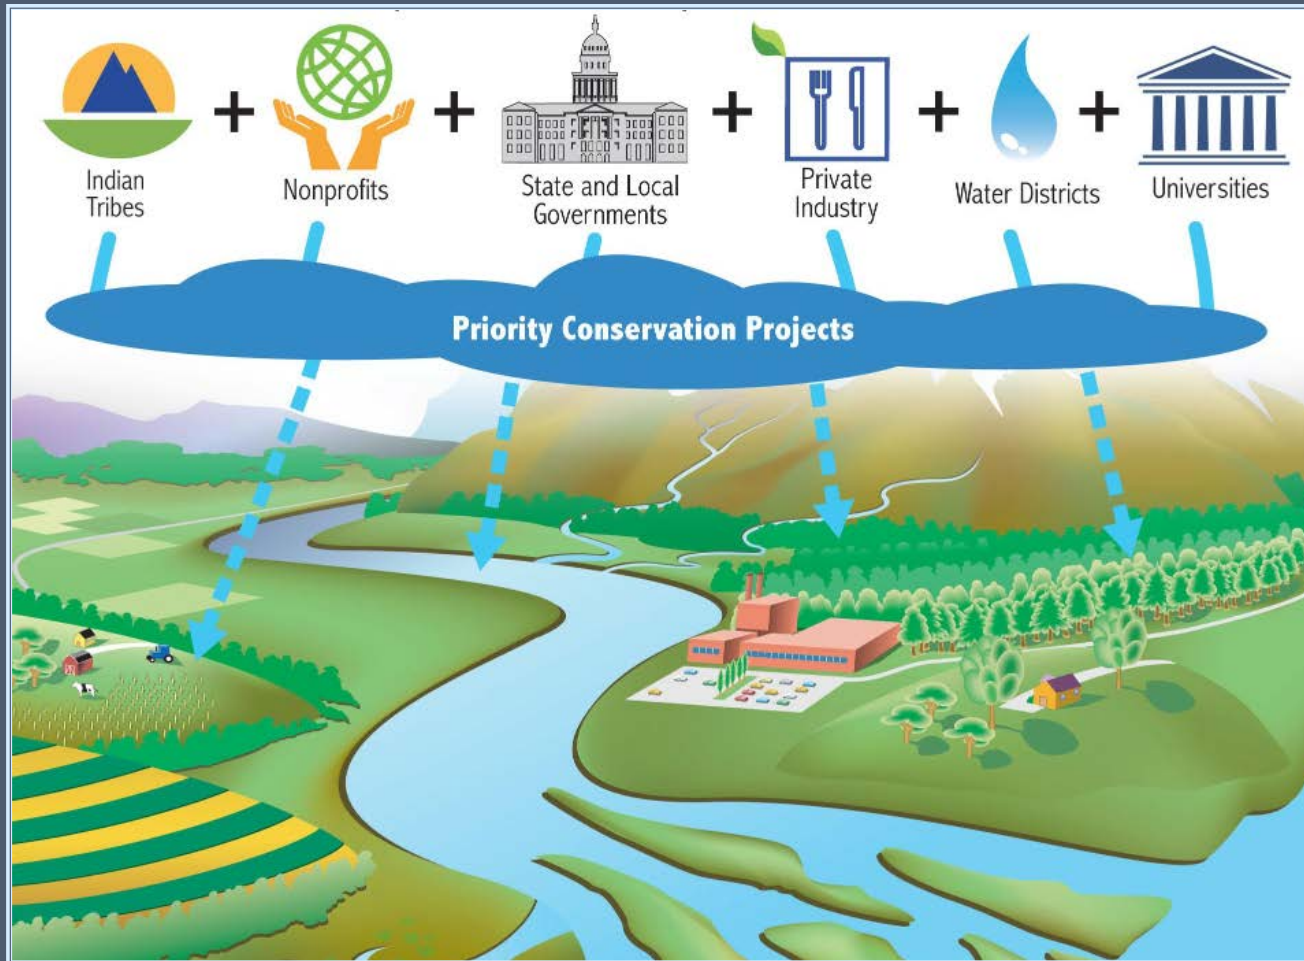 Indian
Tribes
+
Nonprofits
+
State and Local
Governments
+
Private
Industry
+
Water Districts
+
Universities
Priority Conservation Projects